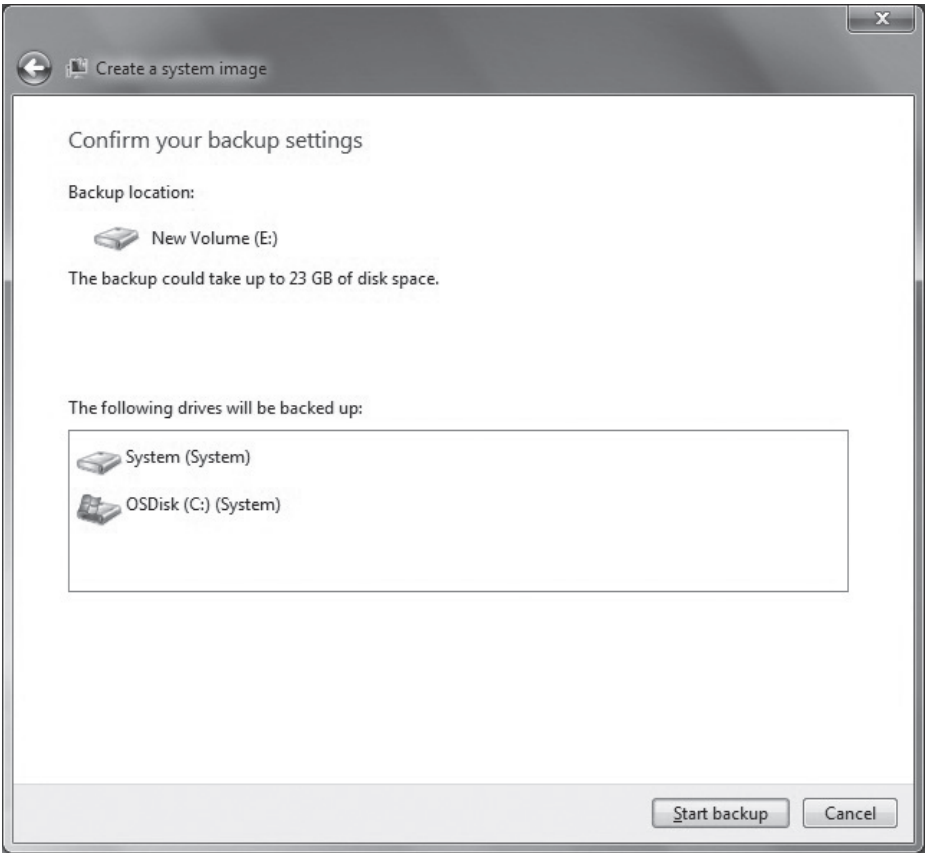 Create a system image
Confirm your backup settings
Backup location:
New Volume (E:)
The backup could take up to 23 GB of disk space.
The following drives will be backed up:
System (System)
OSDisk (C:) (System)
Start backup
Cancel